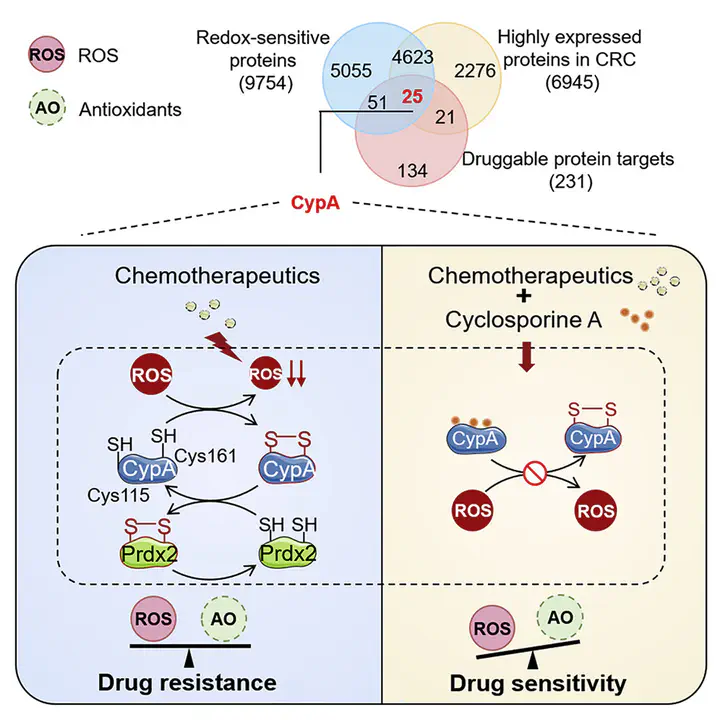 ROS ROS
AO Antioxidants
Redox-sensitive
proteins
(9754)
Highly expressed
proteins in CRC
(6945)
5055
4623
2276
51
25
21
134
Druggable protein targets
(231)
CypA
Chemotherapeutics
ROS
ROS
SH
SH
Cys161
CypA
Cys115
S-S
CypA
S-S
Prdx2
SH SH
Prdx2
ROS
AO
Drug resistance
Chemotherapeutics
+
Cyclosporine A
CypA
S-S
CypA
ROS
ROS
ROS
AO
Drug sensitivity